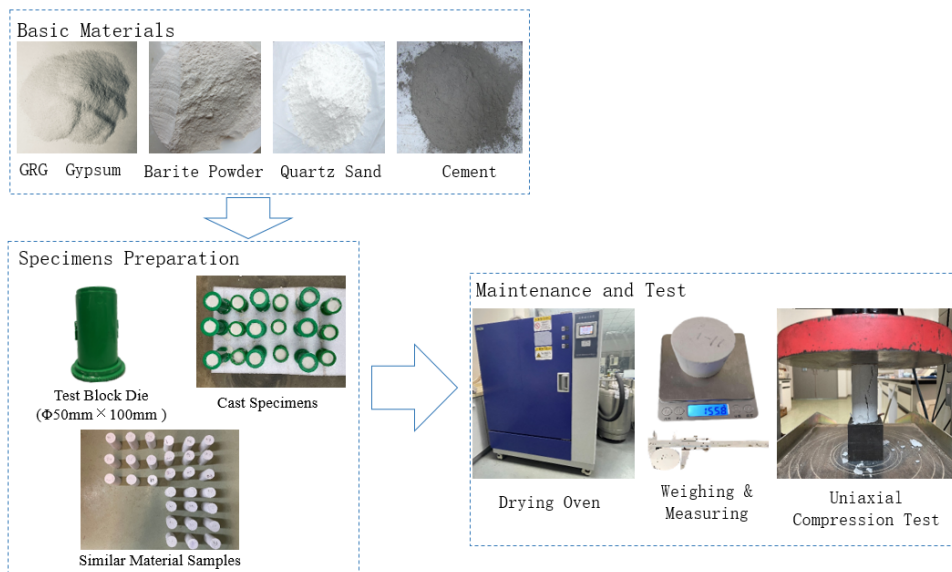 Basic Materials
GRG Gypsum
Barite Powder
Quartz Sand
Cement
Specimens Preparation
Test Block Die
(Φ50mm×100mm)
Cast Specimens
Similar Material Samples
Maintenance and Test
1558
Drying Oven
Weighing &
Measuring
Uniaxial
Compression Test